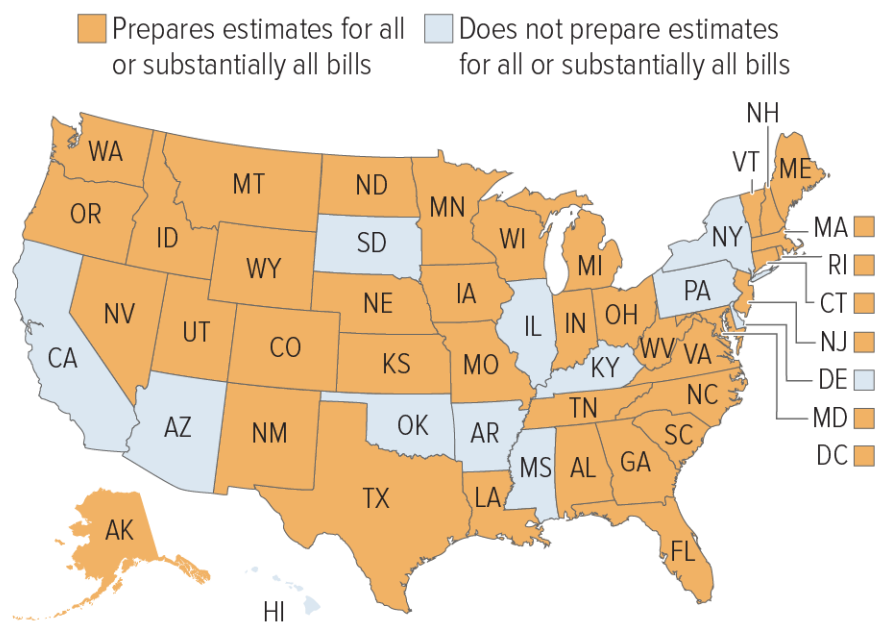 Prepares estimates for all
or substantially all bills
Does not prepare estimates
for all or substantially all bills
NH
VT
ME
WA
MT
ND
MN
OR
ID
SD
WI
MI
NY
MA
WY
RI
NV
NE
IA
PA
CT
UT
CO
IL
IN
OH
NJ
CA
KS
MO
KY
WV
VA
DE
AZ
NM
OK
AR
TN
NC
MD
TX
LA
MS
AL
GA
SC
DC
AK
FL
HI